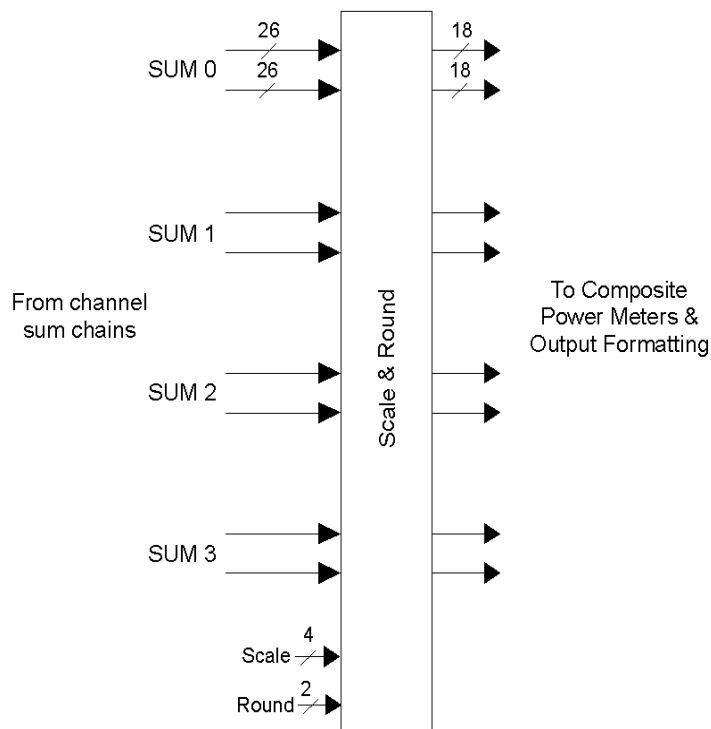 26
18
SUM 0
26
18
SUM 1
From channel
sum chains
Scale & Round
To Composite
Power Meters &
Output Formatting
SUM 2
SUM 3
Scale
4
Round
2